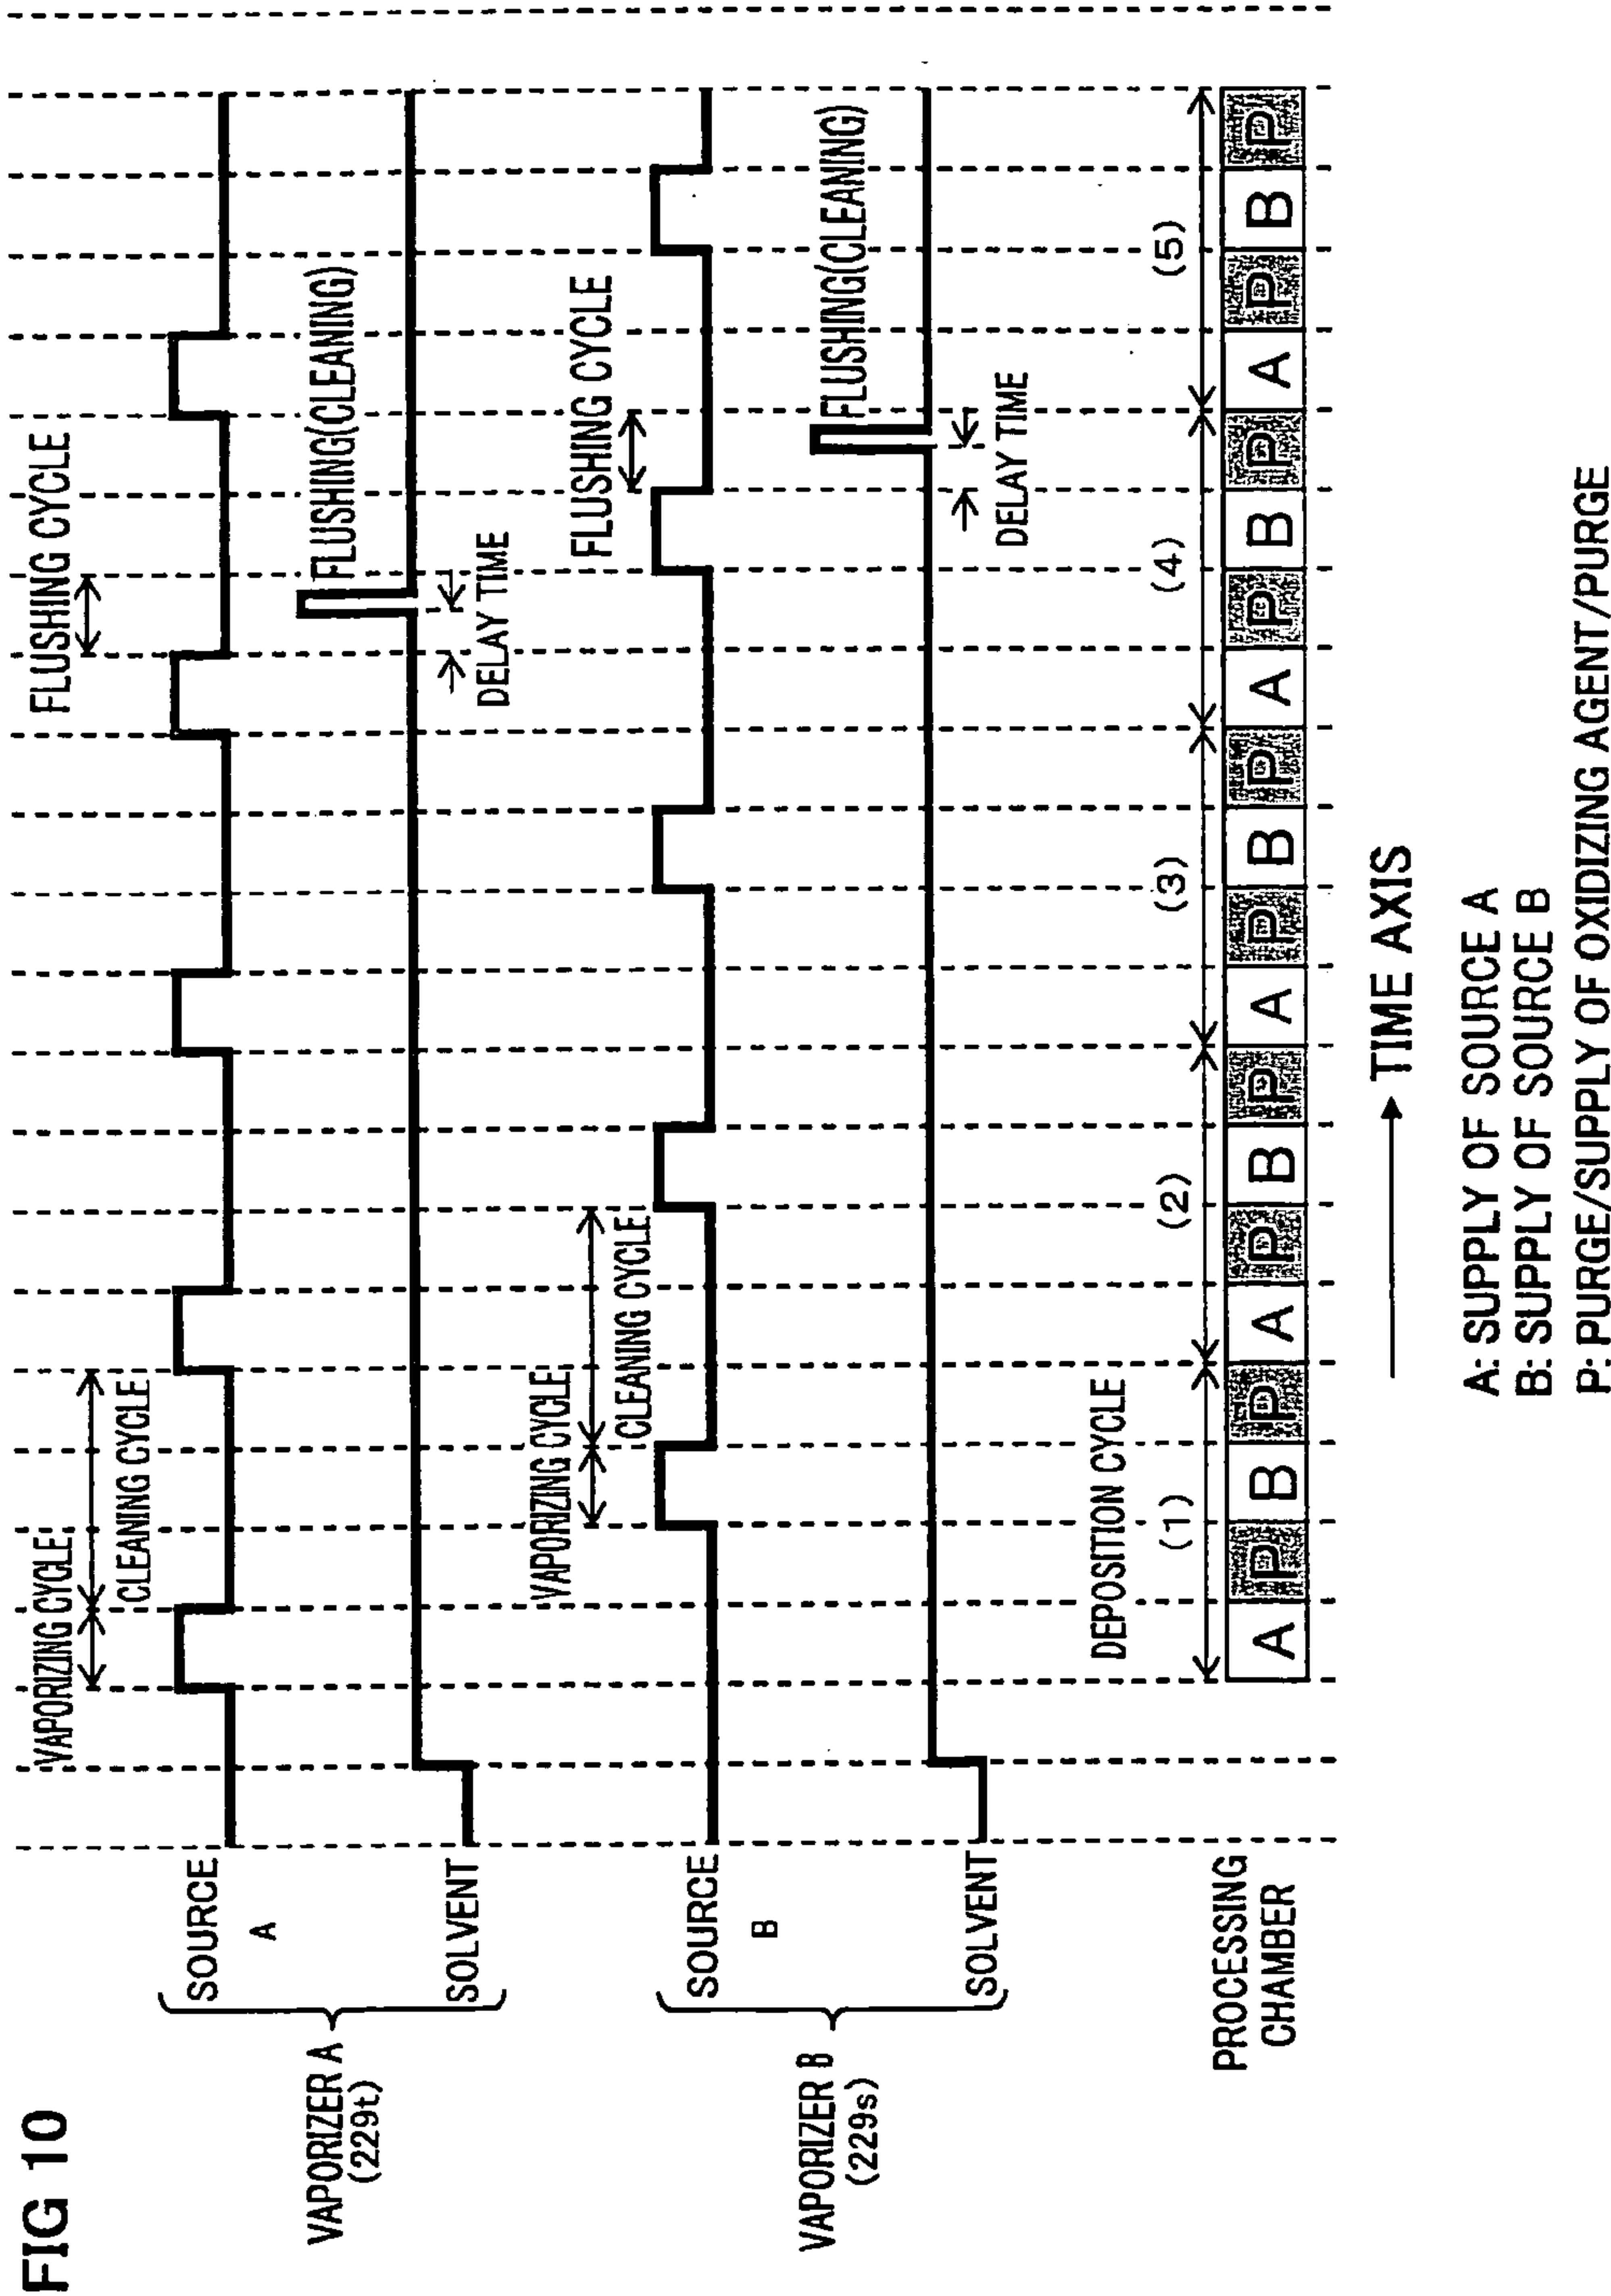 FIG 10
VAPORIZER A
(229t)
SOURCE
A
SOLVENT
VAPORIZING CYCLE
CLEANING CYCLE
FLUSHING CYCLE
FLUSHING(CLEANING)
DELAY TIME
VAPORIZER B
(229s)
SOURCE
B
SOLVENT
VAPORIZING CYCLE
CLEANING CYCLE
FLUSHING CYCLE
FLUSHING(CLEANING)
DELAY TIME
DEPOSITION CYCLE
(1) (2) (3) (4) (5)
PROCESSING
CHAMBER
A P B P A P B P A P B P A P B P A P B P
TIME AXIS
A: SUPPLY OF SOURCE A
B: SUPPLY OF SOURCE B
P: PURGE/SUPPLY OF OXIDIZING AGENT/PURGE